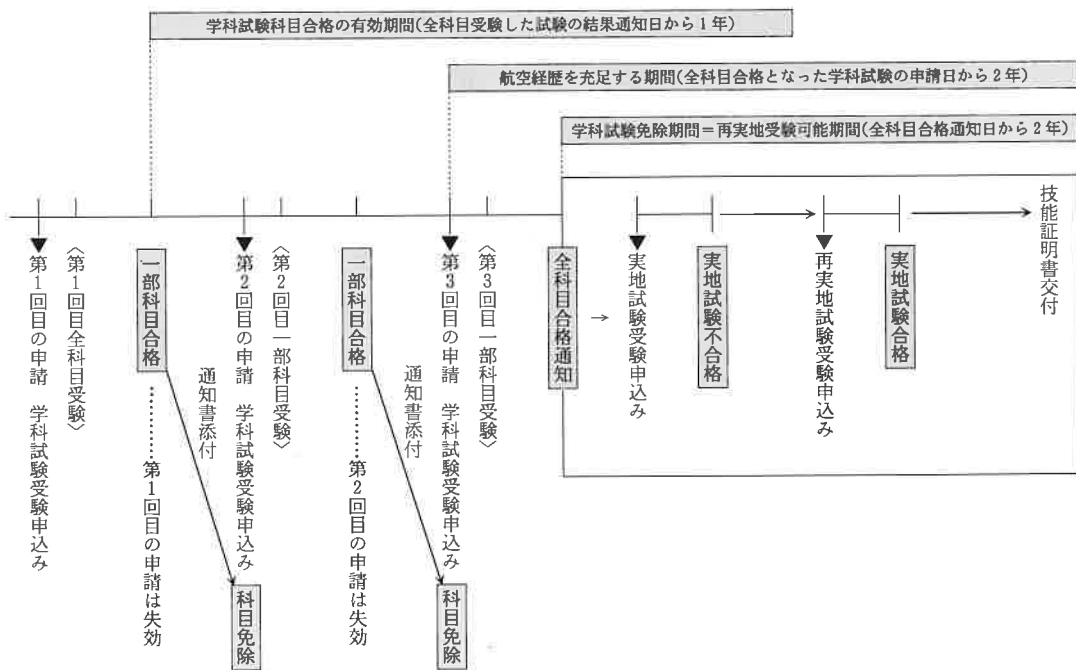 学科試験科目合格の有効期間(全科目受験した試験の結果通知日から1年)
航空経歴を充足する期間(全科目合格となった学科試験の申請日から2年)
学科試験免除期間＝再実地受験可能期間(全科目合格通知日から2年)
第1回目の申請 学科試験受験申込み
〈第1回目全科目受験〉
一部科目合格…………第1回目の申請は失効
通知書添付
第2回目の申請 学科試験受験申込み
科目免除
〈第2回目一部科目受験〉
一部科目合格…………第2回目の申請は失効
通知書添付
第3回目の申請 学科試験受験申込み
科目免除
〈第3回目一部科目受験〉
全科目合格通知
→
実地試験受験申込み
実地試験不合格
再実地試験受験申込み
実地試験合格
技能証明書交付